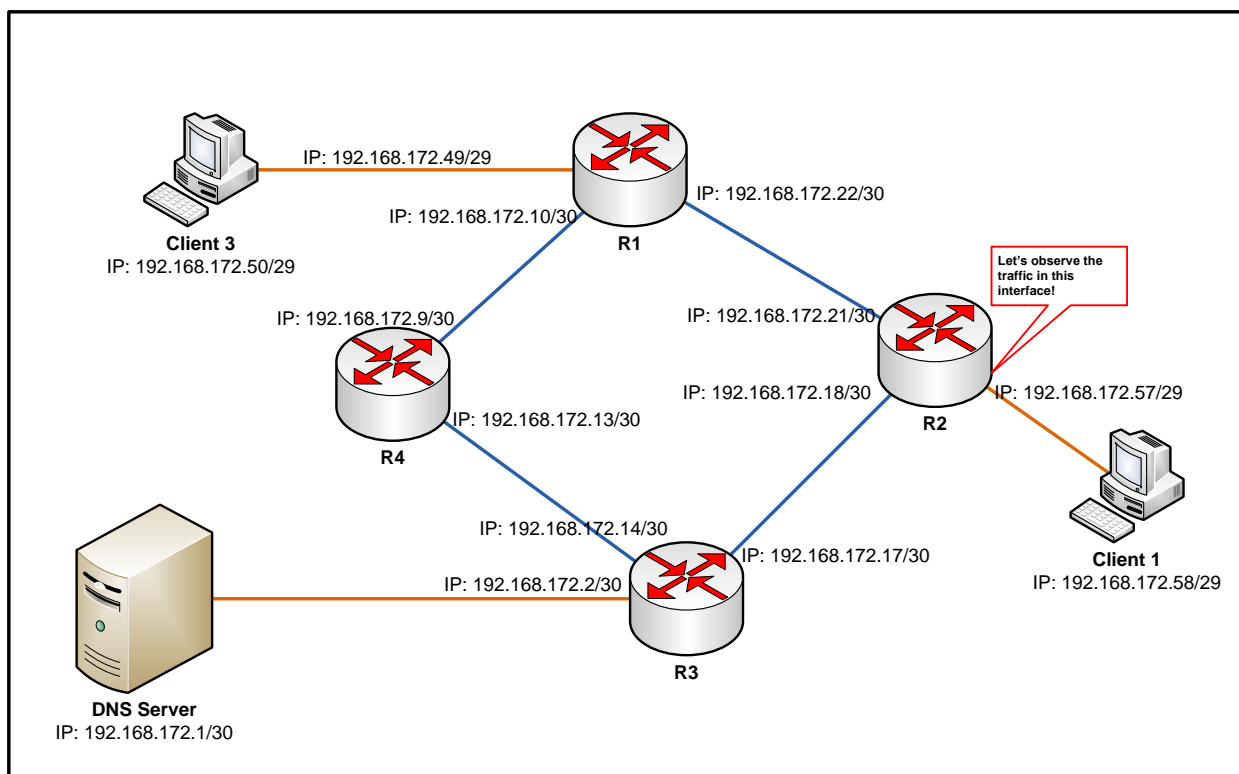 IP: 192.168.172.49/29
IP: 192.168.172.22/30
IP: 192.168.172.10/30
R1
Client 3
IP: 192.168.172.50/29
Let's observe the
traffic in this
interface!
IP: 192.168.172.9/30
IP: 192.168.172.21/30
IP: 192.168.172.18/30
IP: 192.168.172.57/29
IP: 192.168.172.13/30
R2
R4
IP: 192.168.172.14/30
IP: 192.168.172.17/30
Client 1
IP: 192.168.172.58/29
IP: 192.168.172.2/30
R3
DNS Server
IP: 192.168.172.1/30